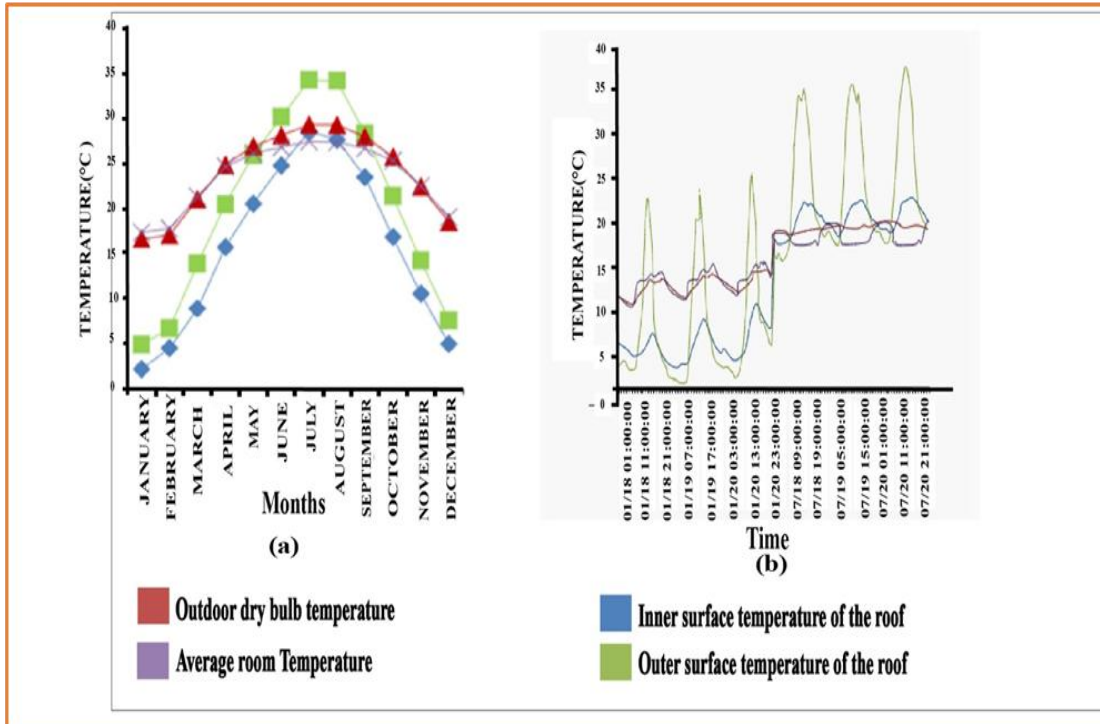 40
35
30
25
20
15
10
5
0
TEMPERATURE(°C)
JANUARY
FEBRUARY
MARCH
APRIL
MAY
JUNE
JULY
AUGUST
SEPTEMBER
OCTOBER
NOVEMBER
DECEMBER
Months
(a)
40
35
30
25
20
15
10
5
– 0
TEMPERATURE(°C)
01/18 01:00:00
01/18 11:00:00
01/18 21:00:00
01/19 07:00:00
01/19 17:00:00
01/20 03:00:00
01/20 13:00:00
01/20 23:00:00
07/18 09:00:00
07/18 19:00:00
07/19 05:00:00
07/19 15:00:00
07/20 01:00:00
07/20 11:00:00
07/20 21:00:00
Time
(b)
Outdoor dry bulb temperature
Average room Temperature
Inner surface temperature of the roof
Outer surface temperature of the roof